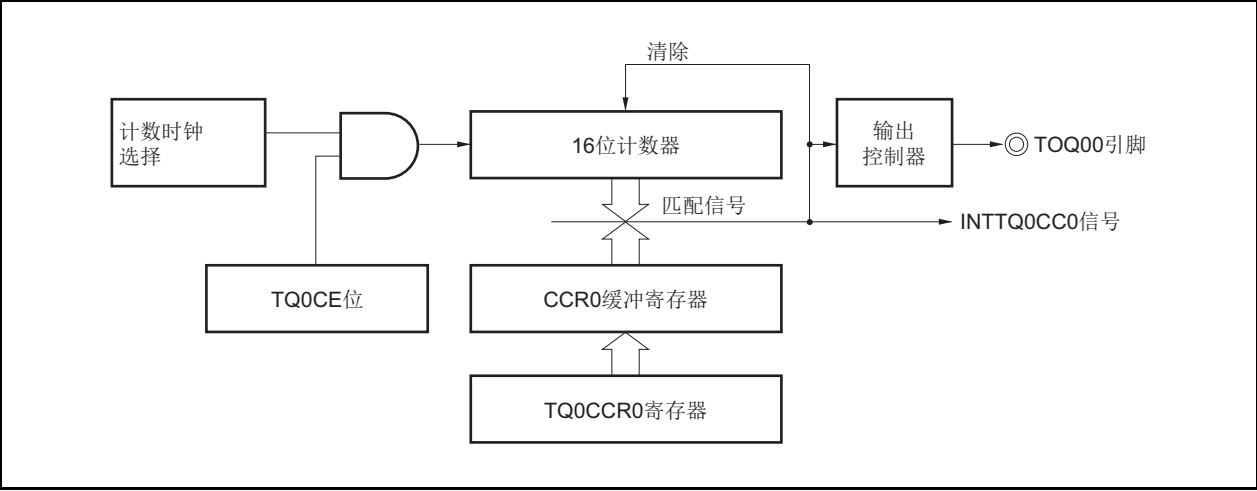 清除
计数时钟
选择
16位计数器
输出
控制器
TOQ00引脚
匹配信号
INTTQ0CC0信号
TQ0CE位
CCR0缓冲寄存器
TQ0CCR0寄存器